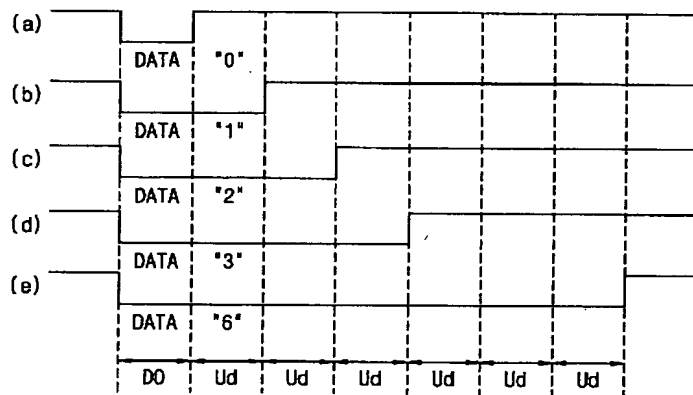 (a)
DATA "0"
(b)
DATA "1"
(c)
DATA "2"
(d)
DATA "3"
(e)
DATA "6"
D0 Ud Ud Ud Ud Ud Ud